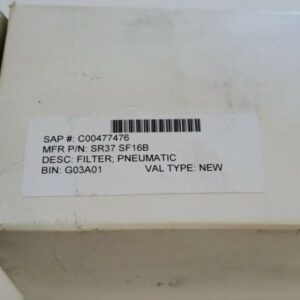 SAP #: C00477476
MFR P/N: SR37 SF16B
DESC: FILTER; PNEUMATIC
BIN: G03A01 VAL TYPE: NEW